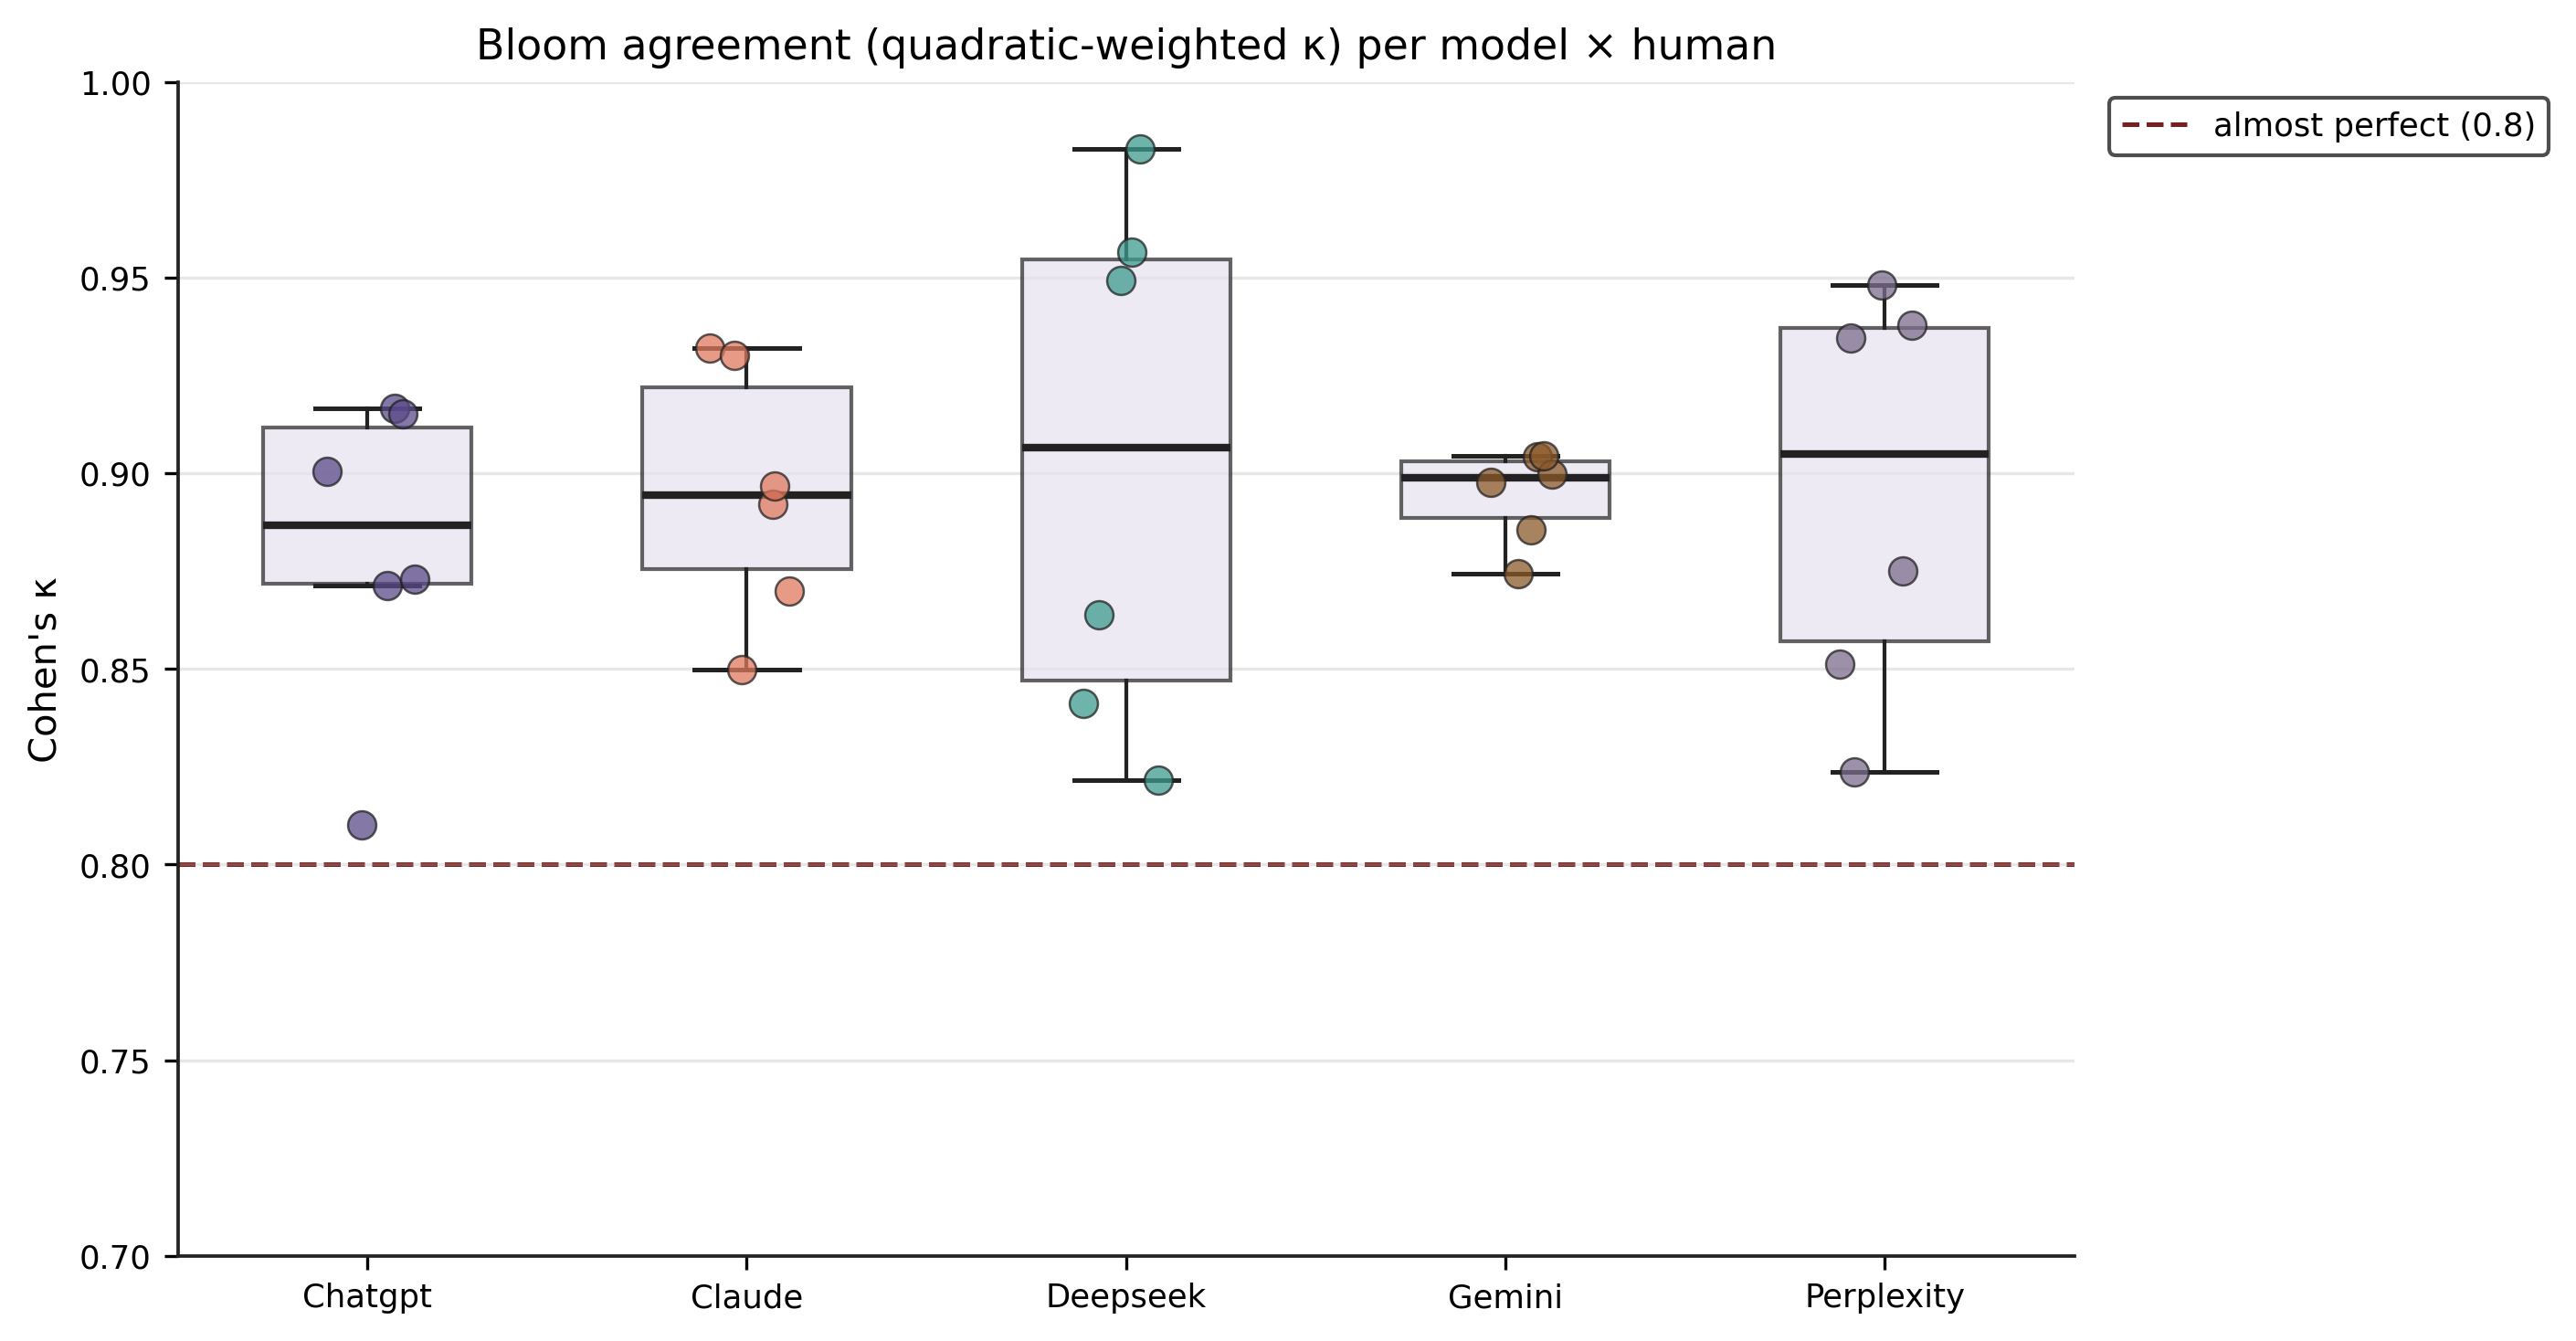 Bloom agreement (quadratic-weighted κ) per model × human
almost perfect (0.8)
Cohen's κ
1.00
0.95
0.90
0.85
0.80
0.75
0.70
Chatgpt Claude Deepseek Gemini Perplexity